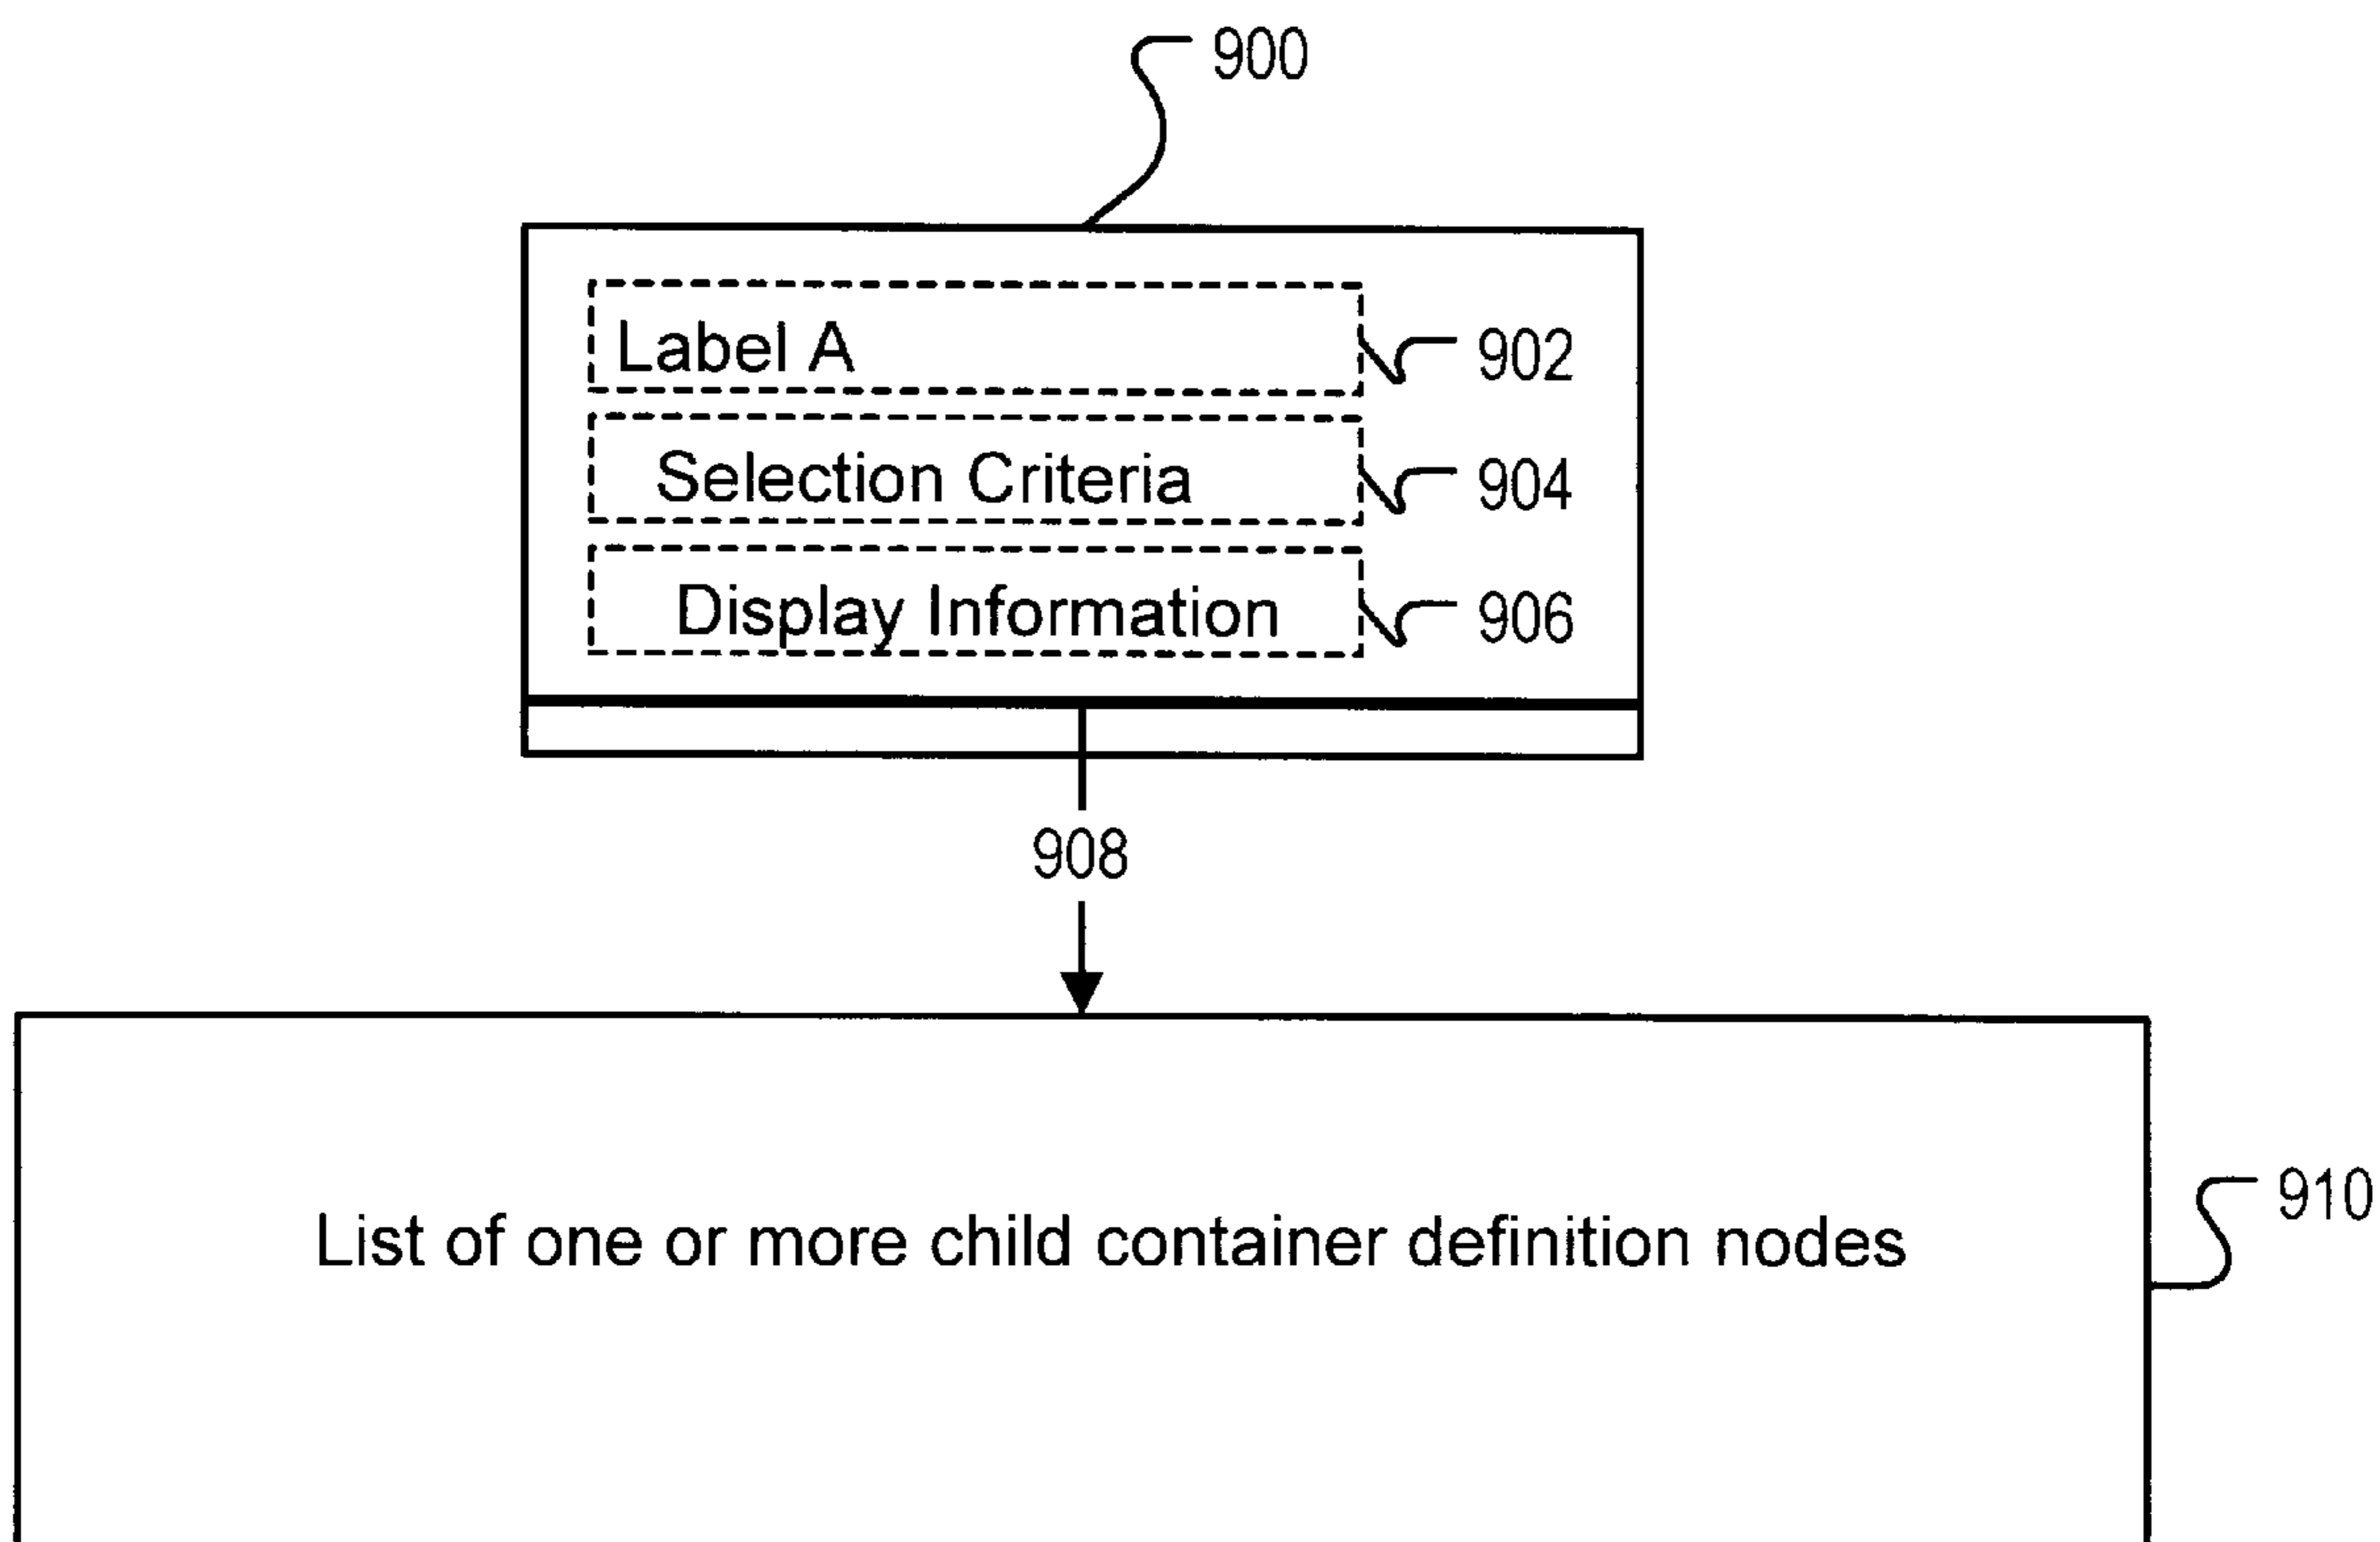 900
Label A
902
Selection Criteria
904
Display Information
906
908
List of one or more child container definition nodes
910